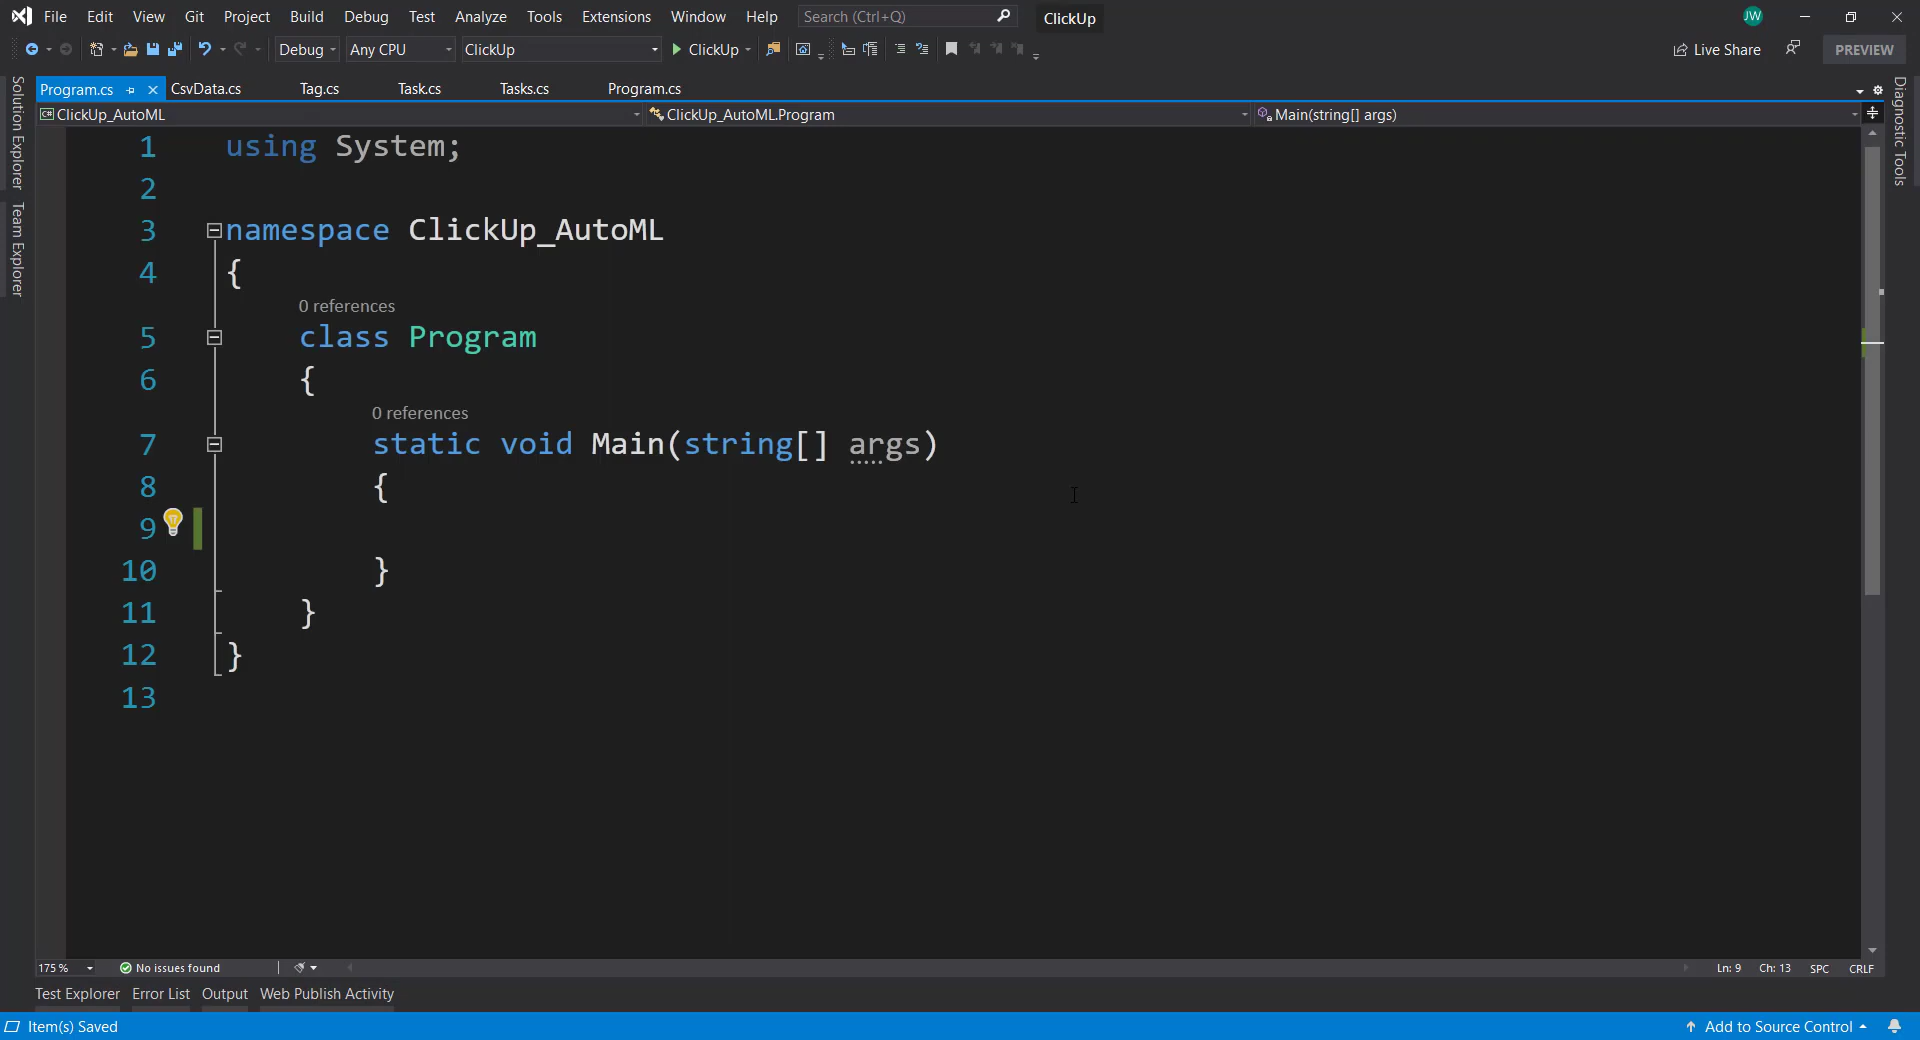 File Edit View Git Project Build Debug Test Analyze Tools Extensions Window Help Search (Ctrl+Q) ClickUp JW
Debug Any CPU ClickUp ClickUp Live Share PREVIEW
Solution Explorer
Team Explorer
Diagnostic Tools
Program.cs CsvData.cs Tag.cs Task.cs Tasks.cs Program.cs
C# ClickUp_AutoML ClickUp_AutoML.Program Main(string[] args)
1 using System;
2
3 namespace ClickUp_AutoML
4 {
0 references
5 class Program
6 {
0 references
7 static void Main(string[] args)
8 {
9
10 }
11 }
12 }
13
175 % No issues found Ln: 9 Ch: 13 SPC CRLF
Test Explorer Error List Output Web Publish Activity
Item(s) Saved Add to Source Control